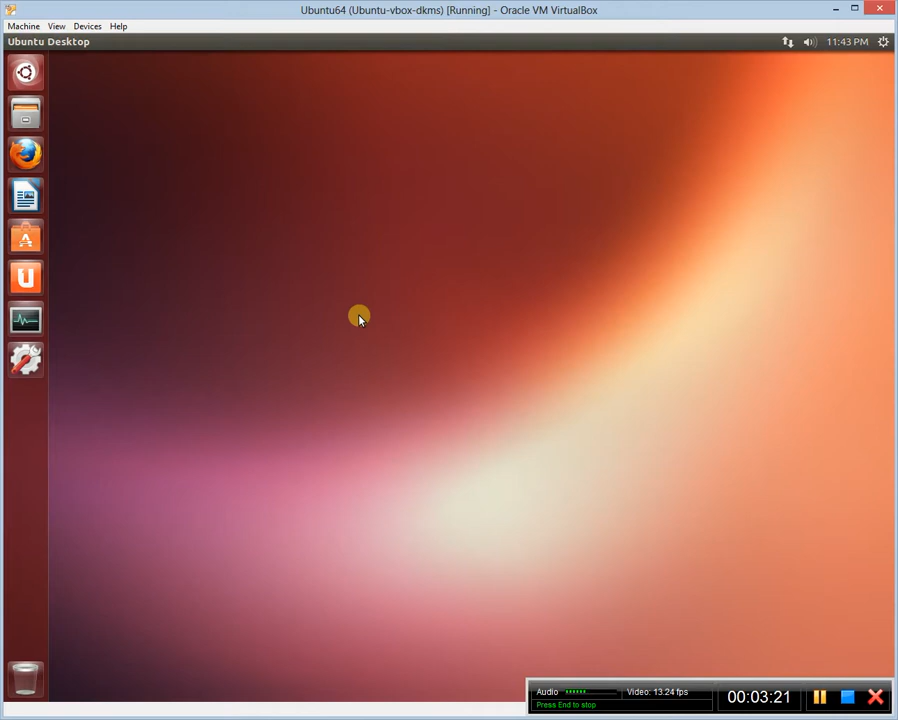 Ubuntu64 (Ubuntu-vbox-dkms) [Running] - Oracle VM VirtualBox
Machine View Devices Help
Ubuntu Desktop 11:43 PM
Audio Video: 13.24 fps 00:03:21
Press End to stop